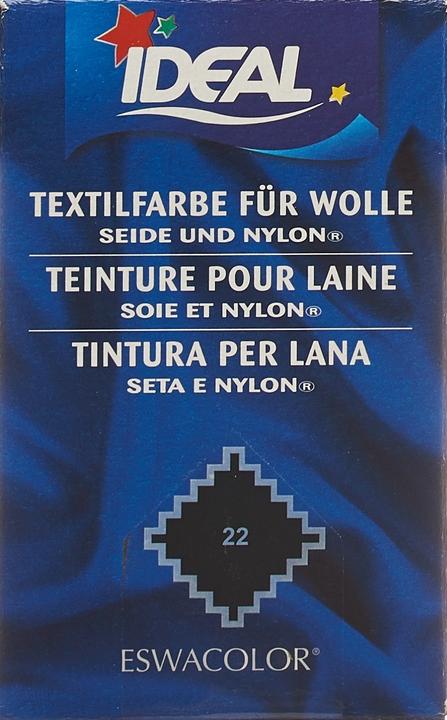 IDEAL
TEXTILFARBE FÜR WOLLE
SEIDE UND NYLON®
TEINTURE POUR LAINE
SOIE ET NYLON®
TINTURA PER LANA
SETA E NYLON®
22
ESWACOLOR®